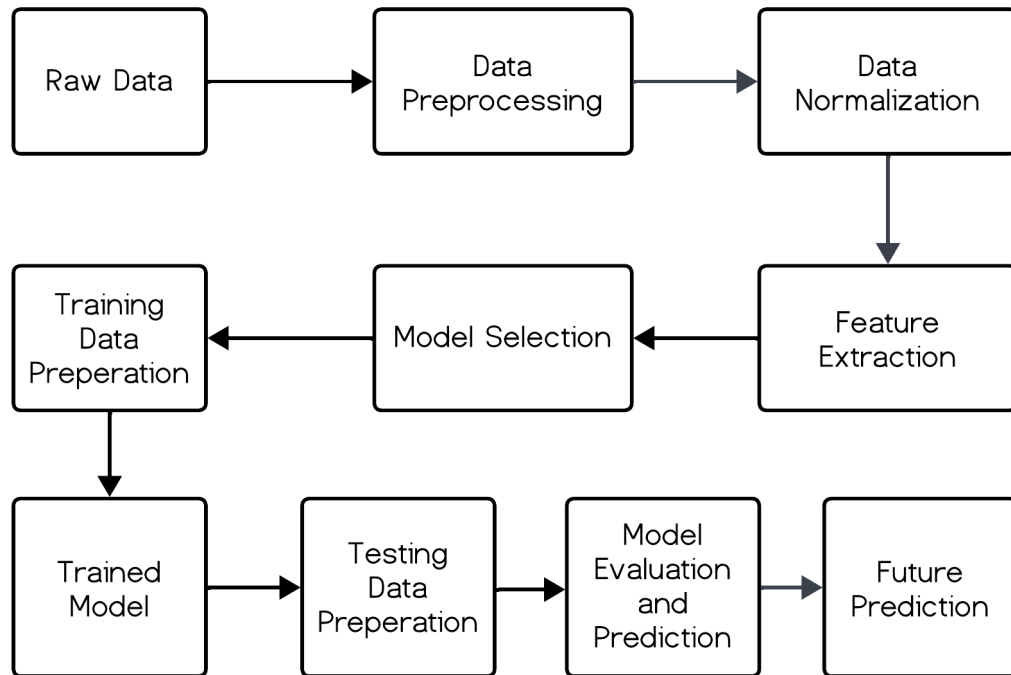 Raw Data
Data
Preprocessing
Data
Normalization
Feature
Extraction
Model Selection
Training
Data
Preperation
Trained
Model
Testing
Data
Preperation
Model
Evaluation
and
Prediction
Future
Prediction